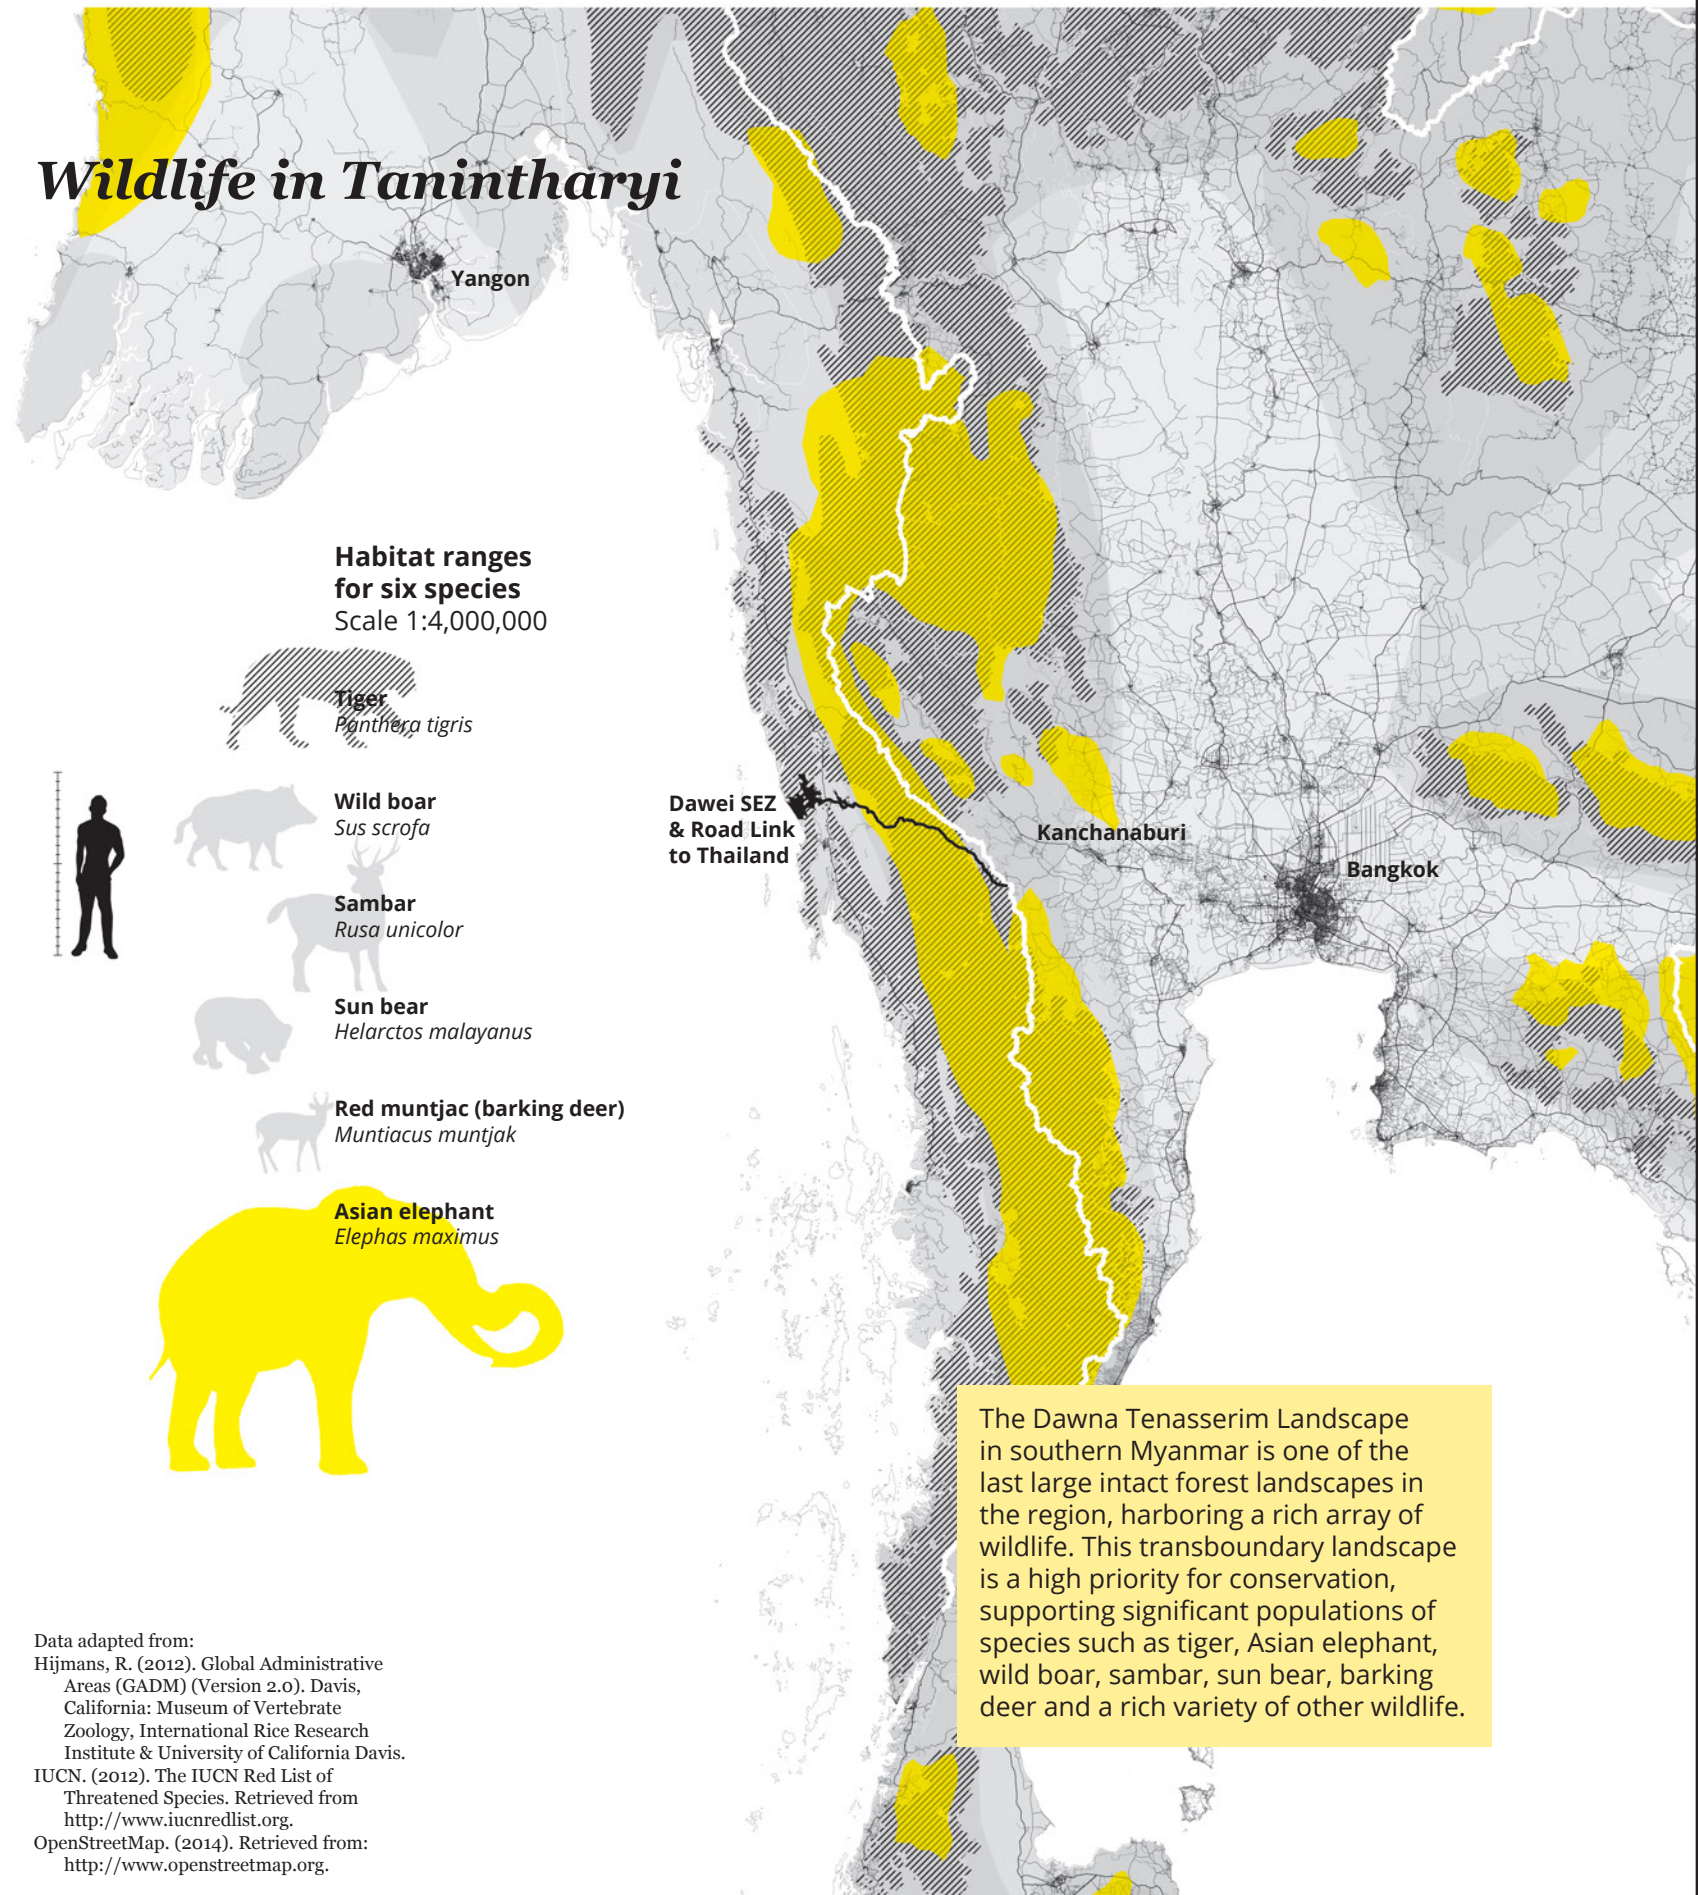 Wildlife in Tanintharyi
Yangon
Habitat ranges
for six species
Scale 1:4,000,000
Tiger
Panthera tigris
Wild boar
Sus scrofa
Sambar
Rusa unicolor
Sun bear
Helarctos malayanus
Red muntjac (barking deer)
Muntiacus muntjak
Asian elephant
Elephas maximus
Dawei SEZ
& Road Link
to Thailand
Kanchanaburi
Bangkok
The Dawna Tenasserim Landscape
in southern Myanmar is one of the
last large intact forest landscapes in
the region, harboring a rich array of
wildlife. This transboundary landscape
is a high priority for conservation,
supporting significant populations of
species such as tiger, Asian elephant,
wild boar, sambar, sun bear, barking
deer and a rich variety of other wildlife.
Data adapted from:
Hijmans, R. (2012). Global Administrative
Areas (GADM) (Version 2.0). Davis,
California: Museum of Vertebrate
Zoology, International Rice Research
Institute & University of California Davis.
IUCN. (2012). The IUCN Red List of
Threatened Species. Retrieved from
http://www.iucnredlist.org.
OpenStreetMap. (2014). Retrieved from:
http://www.openstreetmap.org.